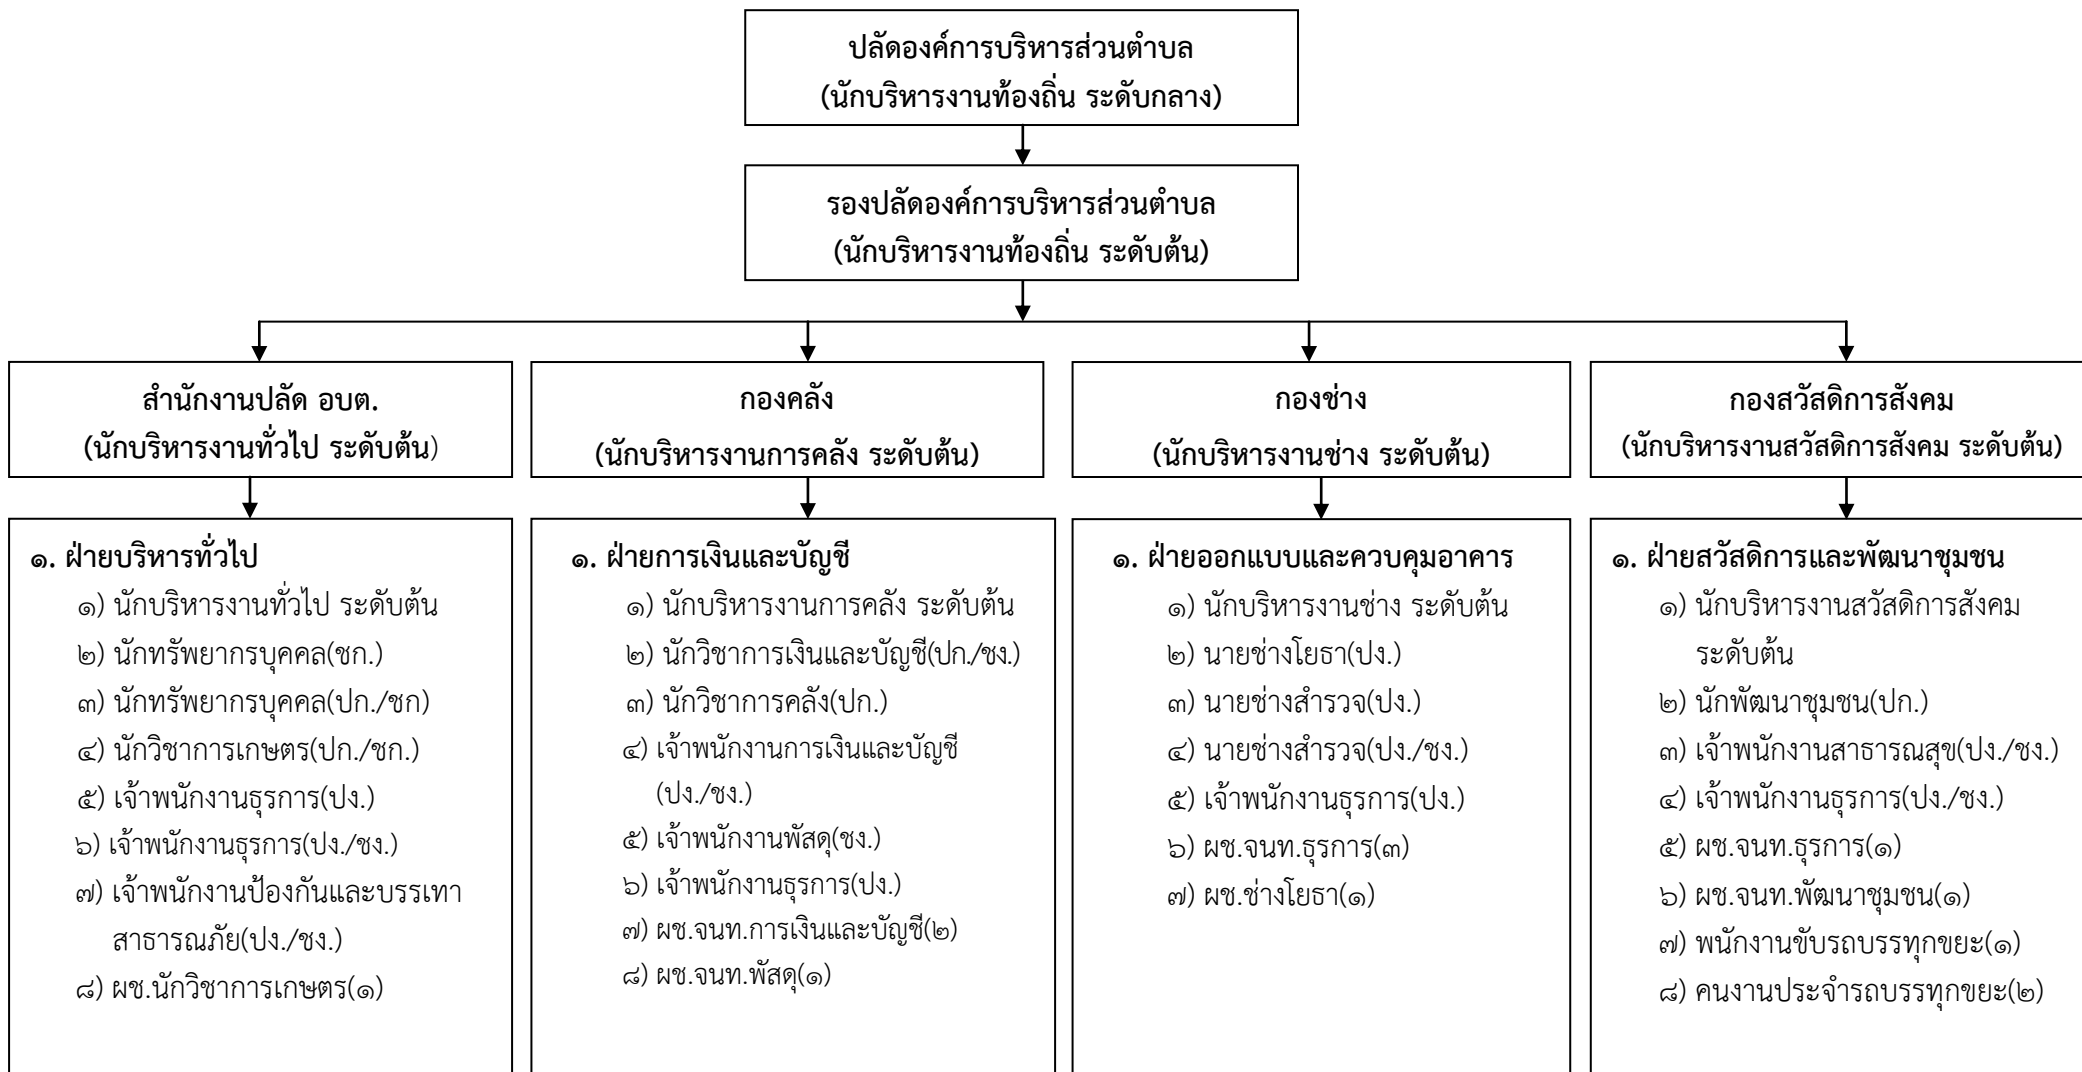 ปลัดองค์การบริหารส่วนตำบล
(นักบริหารงานท้องถิ่น ระดับกลาง)
รองปลัดองค์การบริหารส่วนตำบล
(นักบริหารงานท้องถิ่น ระดับต้น)
สำนักงานปลัด อบต.
(นักบริหารงานทั่วไป ระดับต้น)
กองคลัง
(นักบริหารงานการคลัง ระดับต้น)
กองช่าง
(นักบริหารงานช่าง ระดับต้น)
กองสวัสดิการสังคม
(นักบริหารงานสวัสดิการสังคม ระดับต้น)
๑. ฝ่ายบริหารทั่วไป
๑) นักบริหารงานทั่วไป ระดับต้น
๒) นักทรัพยากรบุคคล(ชก.)
๓) นักทรัพยากรบุคคล(ปก./ชก)
๔) นักวิชาการเกษตร(ปก./ชก.)
๕) เจ้าพนักงานธุรการ(ปง.)
๖) เจ้าพนักงานธุรการ(ปง./ชง.)
๗) เจ้าพนักงานป้องกันและบรรเทา
สาธารณภัย(ปง./ชง.)
๘) ผช.นักวิชาการเกษตร(๑)
๑. ฝ่ายการเงินและบัญชี
๑) นักบริหารงานการคลัง ระดับต้น
๒) นักวิชาการเงินและบัญชี(ปก./ชง.)
๓) นักวิชาการคลัง(ปก.)
๔) เจ้าพนักงานการเงินและบัญชี
(ปง./ชง.)
๕) เจ้าพนักงานพัสดุ(ชง.)
๖) เจ้าพนักงานธุรการ(ปง.)
๗) ผช.จนท.การเงินและบัญชี(๒)
๘) ผช.จนท.พัสดุ(๑)
๑. ฝ่ายออกแบบและควบคุมอาคาร
๑) นักบริหารงานช่าง ระดับต้น
๒) นายช่างโยธา(ปง.)
๓) นายช่างสำรวจ(ปง.)
๔) นายช่างสำรวจ(ปง./ชง.)
๕) เจ้าพนักงานธุรการ(ปง.)
๖) ผช.จนท.ธุรการ(๓)
๗) ผช.ช่างโยธา(๑)
๑. ฝ่ายสวัสดิการและพัฒนาชุมชน
๑) นักบริหารงานสวัสดิการสังคม
ระดับต้น
๒) นักพัฒนาชุมชน(ปก.)
๓) เจ้าพนักงานสาธารณสุข(ปง./ชง.)
๔) เจ้าพนักงานธุรการ(ปง./ชง.)
๕) ผช.จนท.ธุรการ(๑)
๖) ผช.จนท.พัฒนาชุมชน(๑)
๗) พนักงานขับรถบรรทุกขยะ(๑)
๘) คนงานประจำรถบรรทุกขยะ(๒)